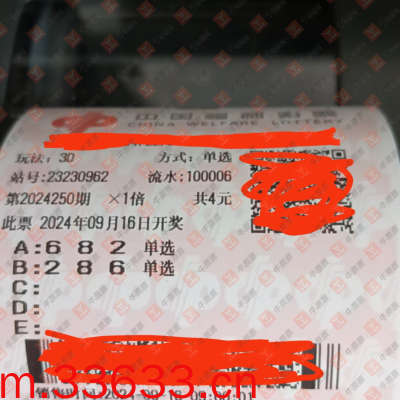 CHINA WELFARE LOTTERY
玩法：3D 方式：单选
站号：23230962 流水：100006
第2024250期 ×1倍 共4元
此票 2024年09月16日开奖
A：6 8 2 单选
B：2 8 6 单选
C：
D：
E：
m.33633.cn